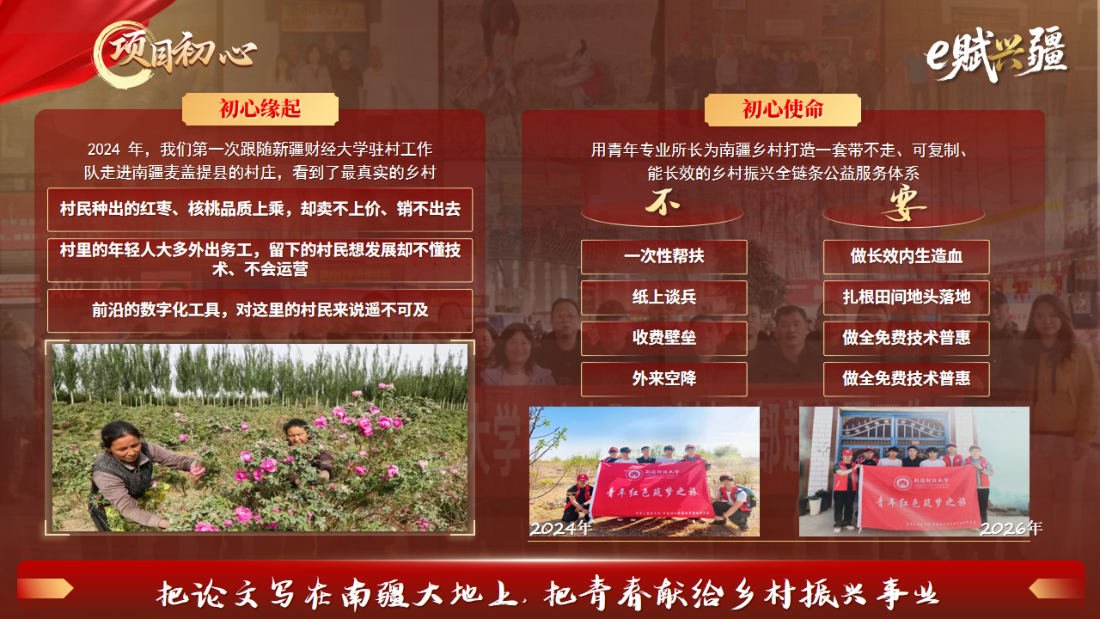 项目初心
e赋兴疆
初心缘起
2024 年，我们第一次跟随新疆财经大学驻村工作
队走进南疆麦盖提县的村庄，看到了最真实的乡村
村民种出的红枣、核桃品质上乘，却卖不上价、销不出去
村里的年轻人大多外出务工，留下的村民想发展却不懂技
术、不会运营
前沿的数字化工具，对这里的村民来说遥不可及
初心使命
用青年专业所长为南疆乡村打造一套带不走、可复制、
能长效的乡村振兴全链条公益服务体系
不
要
一次性帮扶
做长效内生造血
纸上谈兵
扎根田间地头落地
收费壁垒
做全免费技术普惠
外来空降
做全免费技术普惠
新疆财经大学
青年红色筑梦之旅
2024年
新疆财经大学
青年红色筑梦之旅
2026年
把论文写在南疆大地上，把青春献给乡村振兴事业